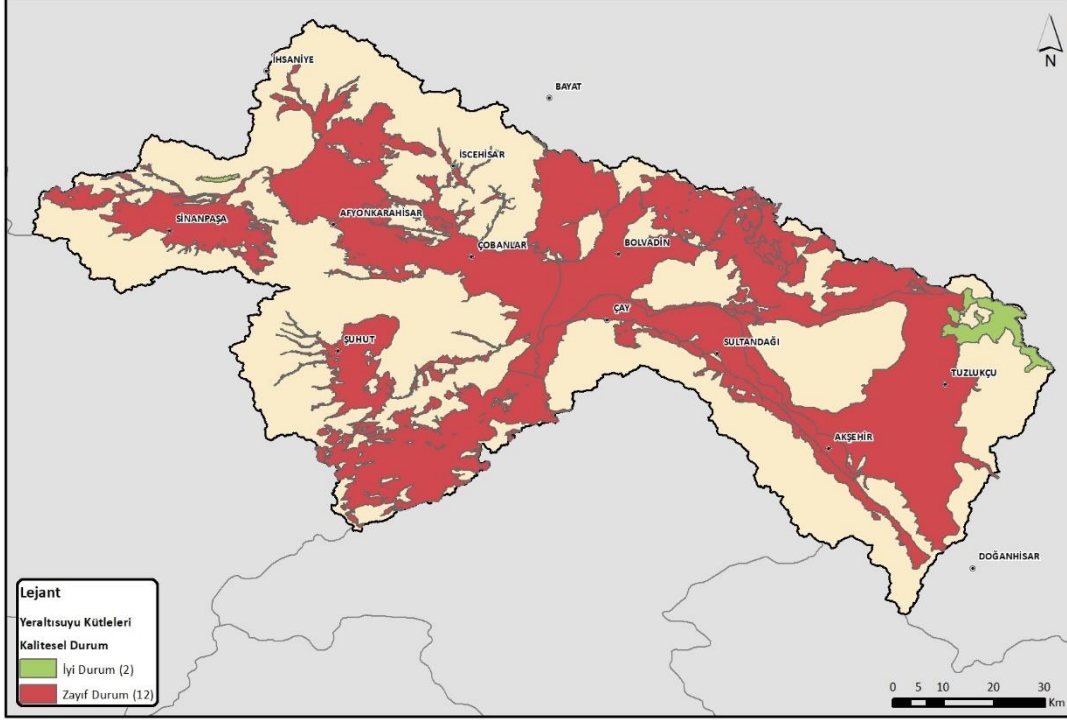 N
İHSANİYE
BAYAT
İSCEHİSAR
SİNANPAŞA
AFYONKARAHİSAR
ÇOBANLAR
BOLVADİN
ÇAY
ŞUHUT
SULTANDAĞI
TUZLUKÇU
AKŞEHİR
DOĞANHİSAR
Lejant
Yeraltısuyu Kütleleri
Kalitesel Durum
İyi Durum (2)
Zayıf Durum (12)
0 5 10 20 30
Km